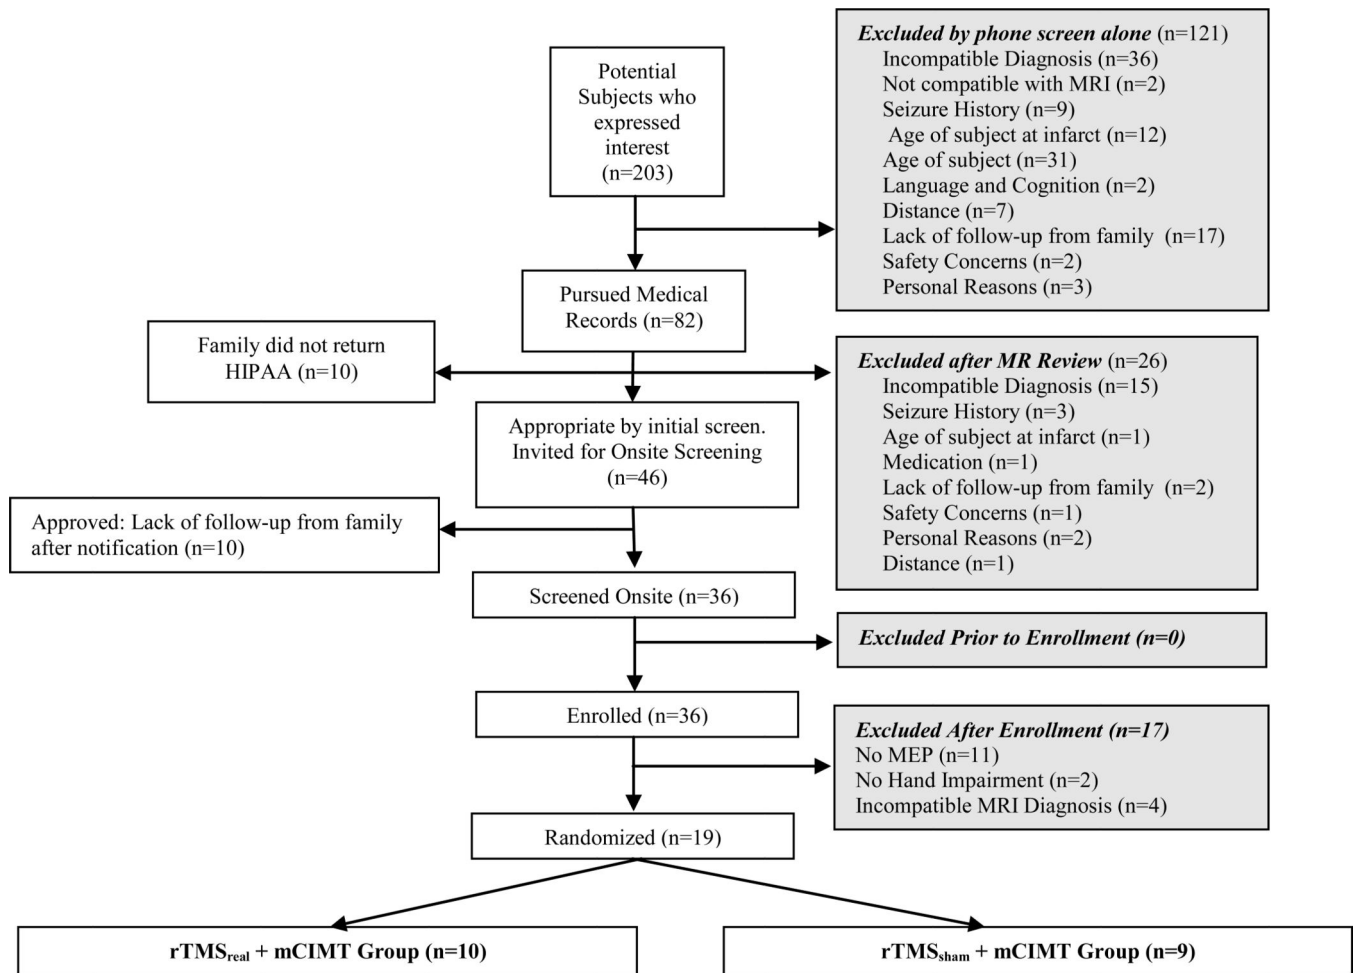 Potential
Subjects who
expressed
interest
(n=203)
Excluded by phone screen alone (n=121)
Incompatible Diagnosis (n=36)
Not compatible with MRI (n=2)
Seizure History (n=9)
Age of subject at infarct (n=12)
Age of subject (n=31)
Language and Cognition (n=2)
Distance (n=7)
Lack of follow-up from family (n=17)
Safety Concerns (n=2)
Personal Reasons (n=3)
Pursued Medical
Records (n=82)
Family did not return
HIPAA (n=10)
Excluded after MR Review (n=26)
Incompatible Diagnosis (n=15)
Seizure History (n=3)
Age of subject at infarct (n=1)
Medication (n=1)
Lack of follow-up from family (n=2)
Safety Concerns (n=1)
Personal Reasons (n=2)
Distance (n=1)
Appropriate by initial screen.
Invited for Onsite Screening
(n=46)
Approved: Lack of follow-up from family
after notification (n=10)
Screened Onsite (n=36)
Excluded Prior to Enrollment (n=0)
Enrolled (n=36)
Excluded After Enrollment (n=17)
No MEP (n=11)
No Hand Impairment (n=2)
Incompatible MRI Diagnosis (n=4)
Randomized (n=19)
rTMSreal + mCIMT Group (n=10)
rTMSsham + mCIMT Group (n=9)